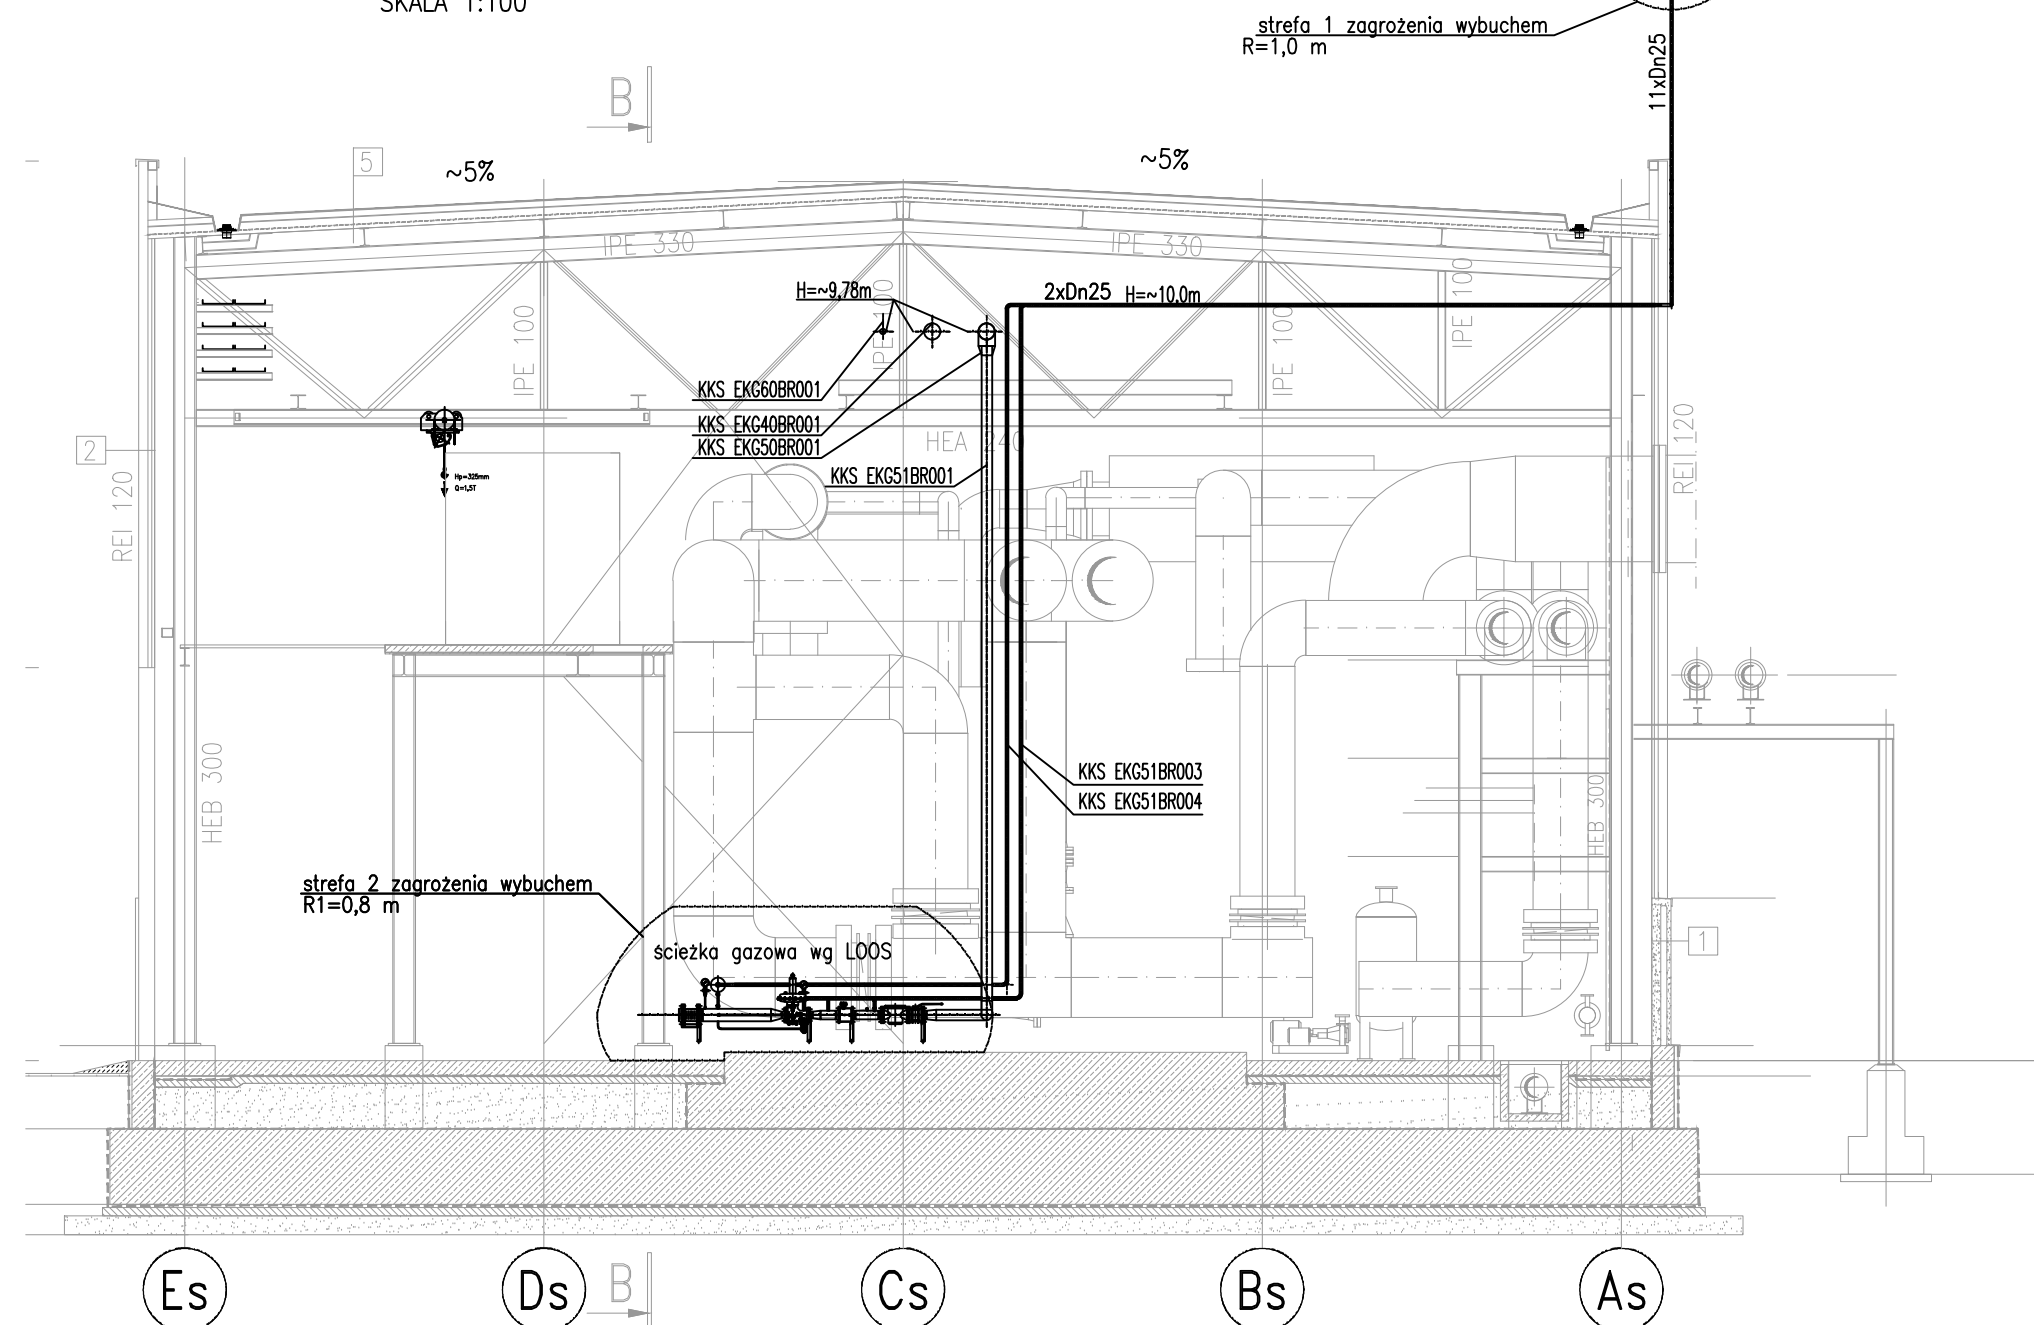 SKALA 1:100
strefa 1 zagrożenia wybuchem
R=1,0 m
11xDn25
B
5
~5%
~5%
IPE 330
IPE 330
H=~9,78m
2xDn25 H=~10,0m
IPE 100
IPE 100
IPE 100
IPE 100
KKS EKG60BR001
KKS EKG40BR001
KKS EKG50BR001
HEA 240
KKS EKG51BR001
2
REI 120
REI 120
Hp=325mm
Q=1,5T
HEB 300
HEB 300
KKS EKG51BR003
KKS EKG51BR004
strefa 2 zagrożenia wybuchem
R1=0,8 m
ścieżka gazowa wg LOOS
1
Es
Ds
B
Cs
Bs
As